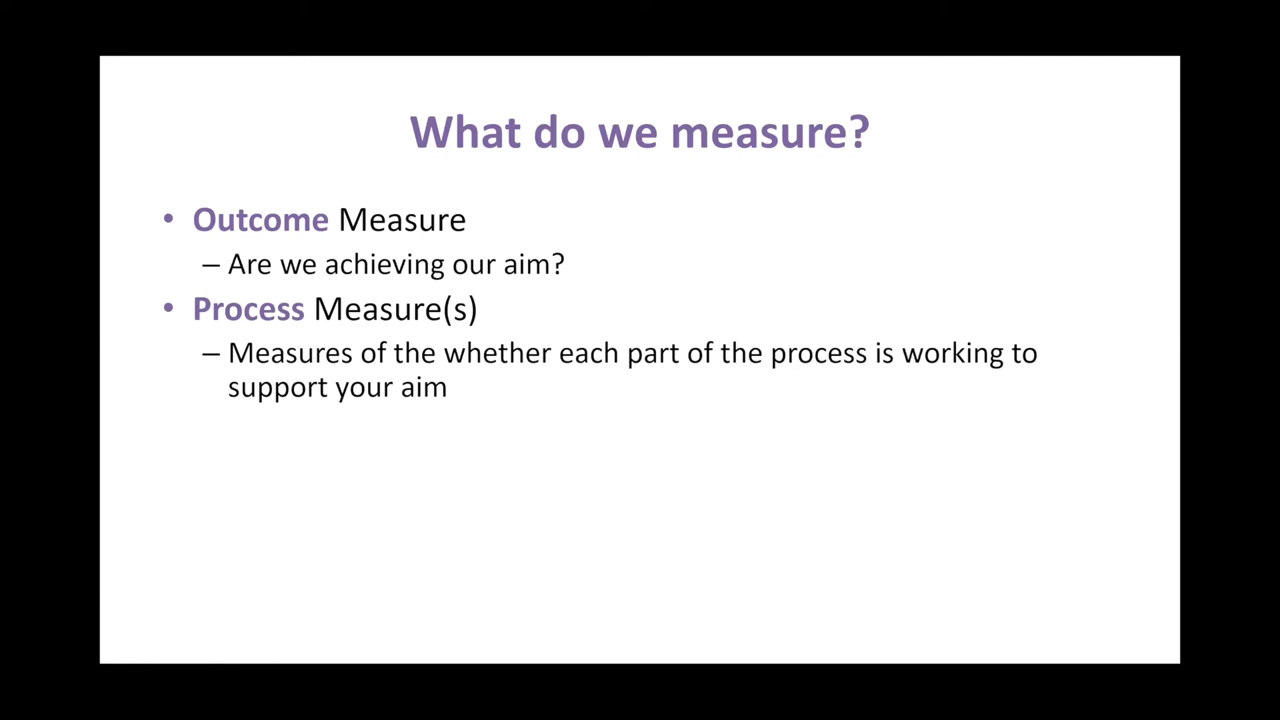 What do we measure?
• Outcome Measure
– Are we achieving our aim?
• Process Measure(s)
– Measures of the whether each part of the process is working to
support your aim